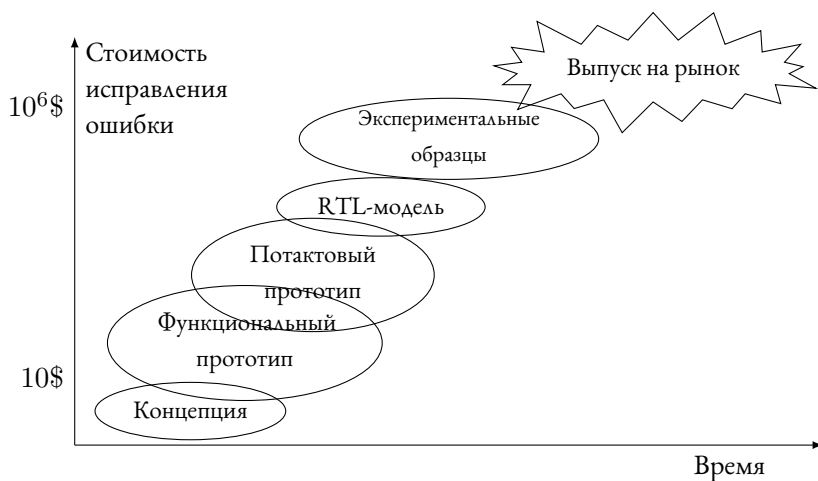 Стоимость
исправления
ошибки
10⁶$
Выпуск на рынок
Экспериментальные
образцы
RTL-модель
Потактовый
прототип
Функциональный
прототип
10$
Концепция
Время